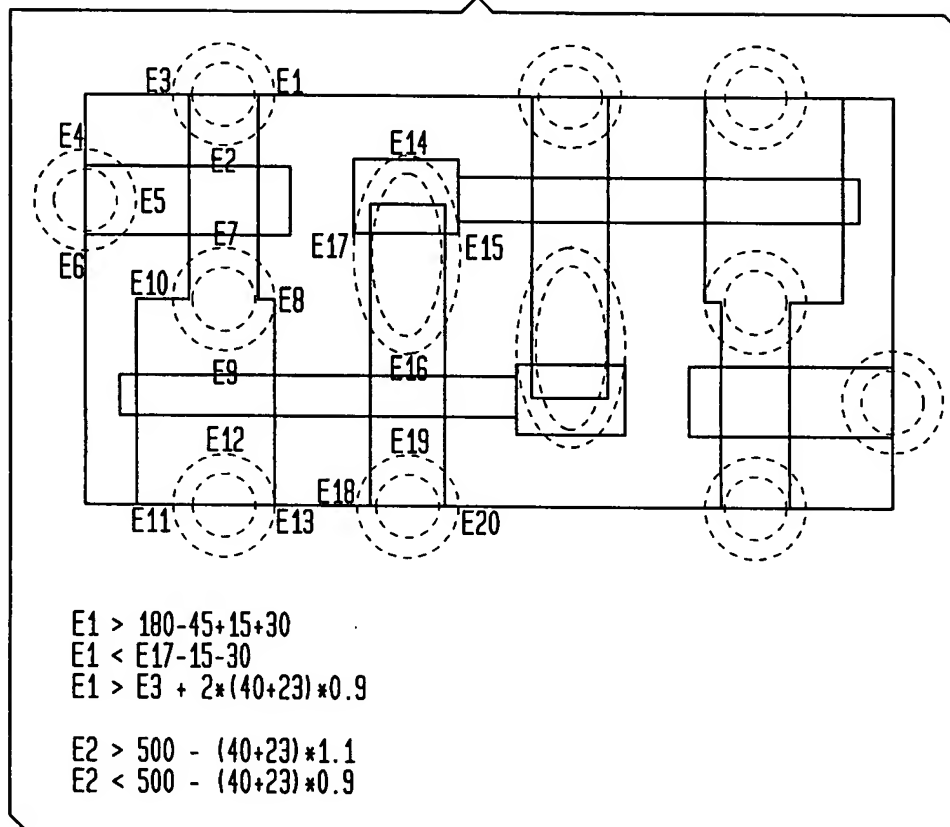 E3 E1
E4
E14
E2
E5
E7
E17 E15
E6
E10 E8
E9 E16
E12 E19
E18
E11 E13 E20
E1 > 180-45+15+30
E1 < E17-15-30
E1 > E3 + 2*(40+23)*0.9
E2 > 500 - (40+23)*1.1
E2 < 500 - (40+23)*0.9